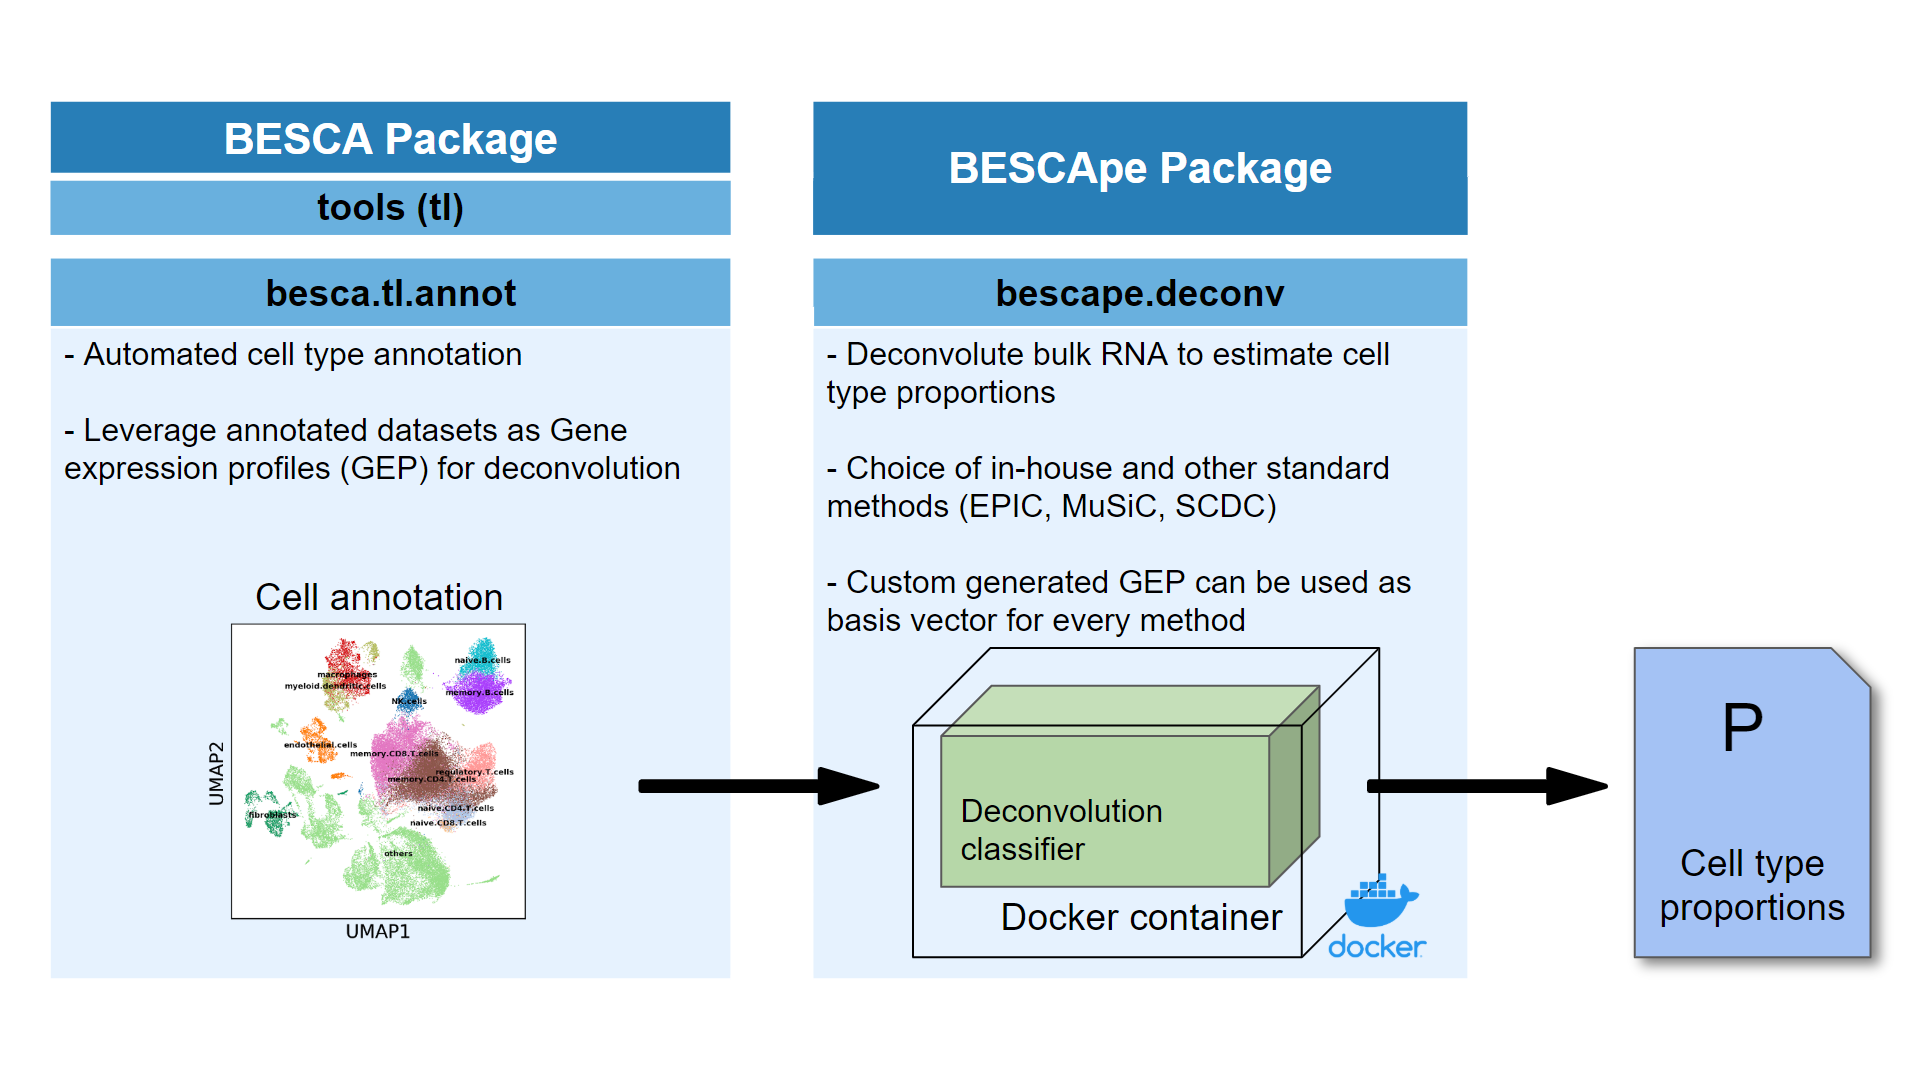 BESCA Package
tools (tl)
besca.tl.annot
- Automated cell type annotation
- Leverage annotated datasets as Gene
expression profiles (GEP) for deconvolution
Cell annotation
macrophages
myeloid.dendritic.cells
naive.B.cells
memory.B.cells
NK.cells
endothelial.cells
memory.CD8.T.cells
regulatory.T.cells
memory.CD4.T.cells
naive.CD4.T.cells
naive.CD8.T.cells
fibroblasts
others
UMAP2
UMAP1
BESCApe Package
bescape.deconv
- Deconvolute bulk RNA to estimate cell
type proportions
- Choice of in-house and other standard
methods (EPIC, MuSiC, SCDC)
- Custom generated GEP can be used as
basis vector for every method
Deconvolution
classifier
Docker container
docker
P
Cell type
proportions